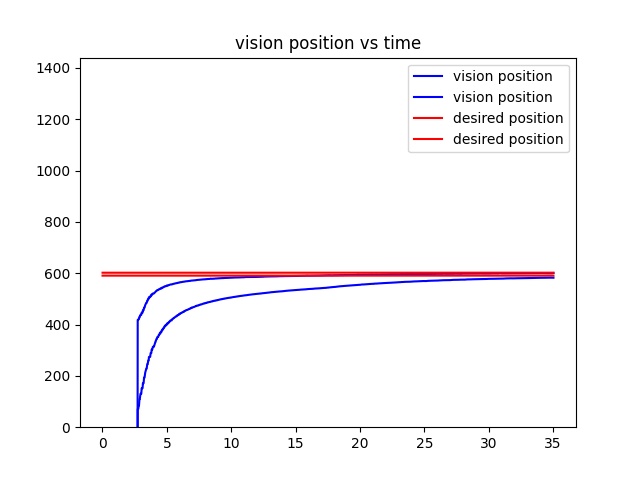 vision position vs time
1400
1200
1000
800
600
400
200
0
vision position
vision position
desired position
desired position
0 5 10 15 20 25 30 35